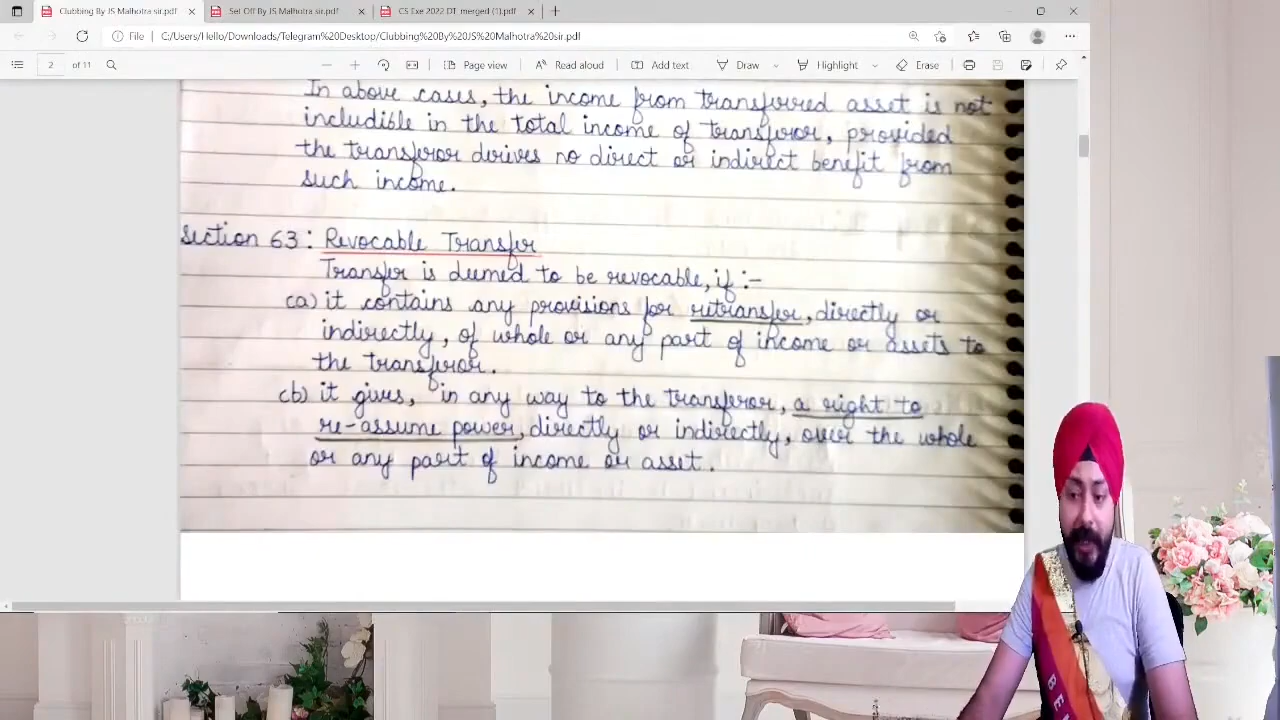 Clubbing By JS Malhotra sir.pdf
Set Off By JS Malhotra sir.pdf
CS Exe 2022 DT_merged (1).pdf
File C:/Users/Hello/Downloads/Telegram%20Desktop/Clubbing%20By%20JS%20Malhotra%20sir.pdf
2 of 11 Page view Read aloud Add text Draw Highlight Erase
In above cases, the income from transferred asset is not
includible in the total income of transferor, provided
the transferor derives no direct or indirect benefit from
such income.
Section 63: Revocable Transfer
Transfer is deemed to be revocable, if :-
(a) it contains any provisions for retransfer, directly or
indirectly, of whole or any part of income or assets to
the transferor.
(b) it gives, in any way to the transferor, a right to
re-assume power, directly or indirectly, over the whole
or any part of income or asset.